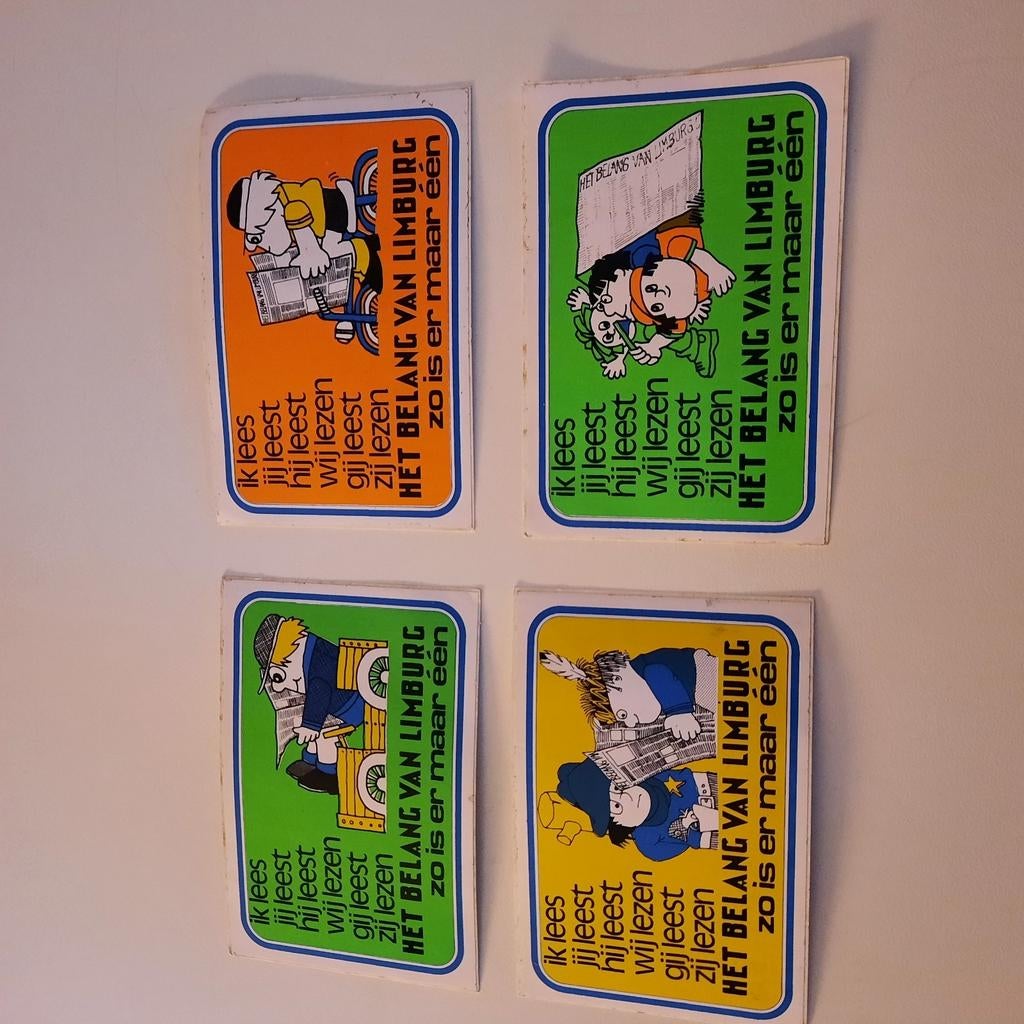 ik lees
jij leest
hij leest
wij lezen
gij leest
zij lezen
HET BELANG VAN LIMBURG
zo is er maar één
ik lees
jij leest
hij leest
wij lezen
gij leest
zij lezen
HET BELANG VAN LIMBURG
zo is er maar één
ik lees
jij leest
hij leest
wij lezen
gij leest
zij lezen
HET BELANG VAN LIMBURG
zo is er maar één
HET BELANG VAN LIMBURG
ik lees
jij leest
hij leest
wij lezen
gij leest
zij lezen
HET BELANG VAN LIMBURG
zo is er maar één